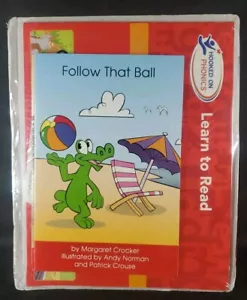 Follow That Ball
by Margaret Crocker
illustrated by Andy Norman
and Patrick Crouse
HOOKED ON
PHONICS
Learn to Read